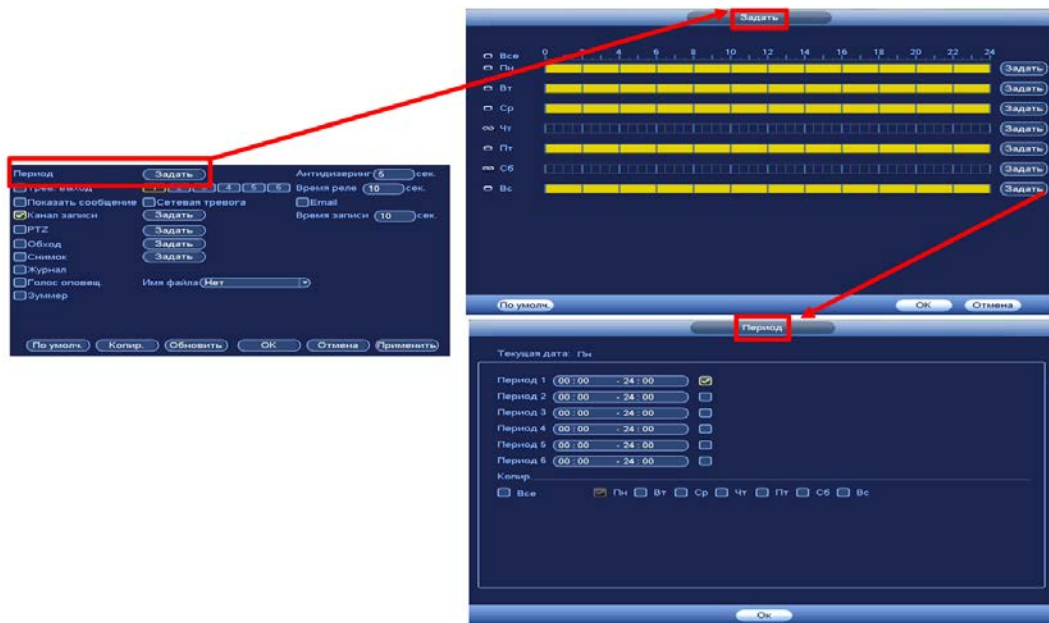 Задать
0 2 4 6 8 10 12 14 16 18 20 22 24
Все
Пн Задать
Вт Задать
Ср Задать
Чт Задать
Пт Задать
Сб Задать
Вс Задать
По умолч. ОК Отмена
Период Задать Антидизеринг 5 сек.
Трев. выход 1 2 3 4 5 6 Время реле 10 сек.
Показать сообщение Сетевая тревога Email
Канал записи Задать Время записи 10 сек.
PTZ Задать
Обход Задать
Снимок Задать
Журнал
Голос оповещ. Имя файла Нет
Зуммер
По умолч. Копир. Обновить ОК Отмена Применить
Период
Текущая дата: Пн
Период 1 00 : 00 - 24 : 00
Период 2 00 : 00 - 24 : 00
Период 3 00 : 00 - 24 : 00
Период 4 00 : 00 - 24 : 00
Период 5 00 : 00 - 24 : 00
Период 6 00 : 00 - 24 : 00
Копир.
Все Пн Вт Ср Чт Пт Сб Вс
Ок